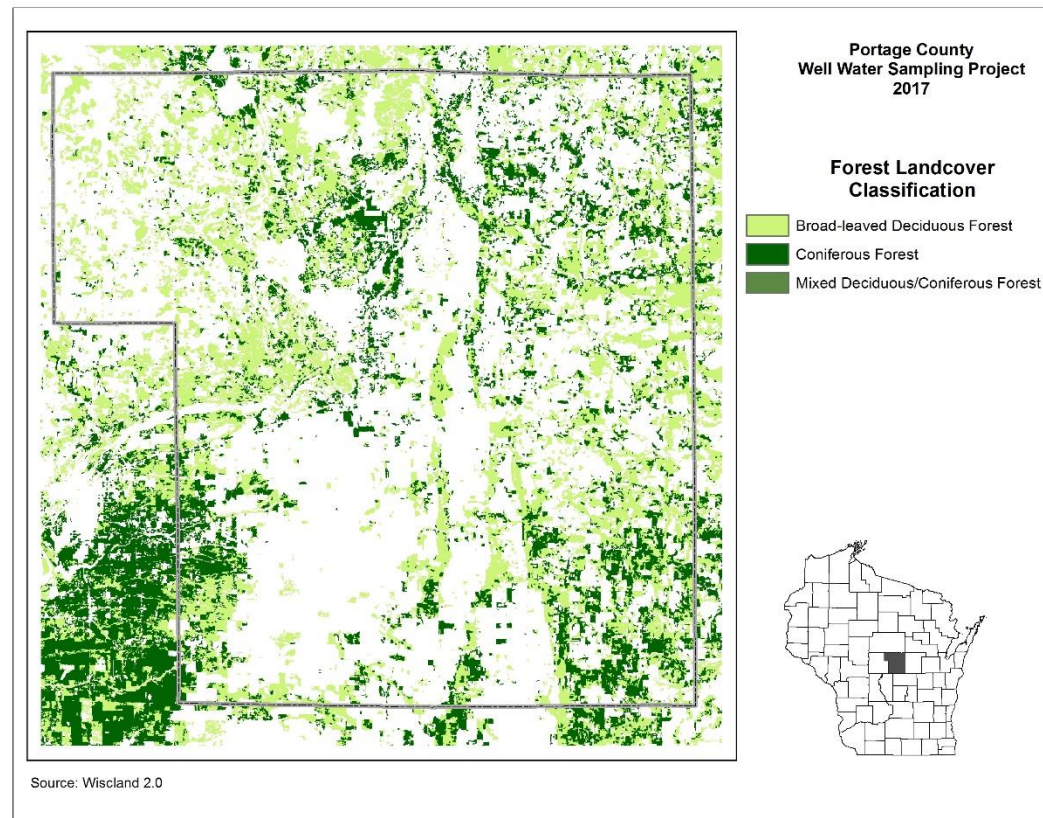 Portage County
Well Water Sampling Project
2017
Forest Landcover
Classification
Broad-leaved Deciduous Forest
Coniferous Forest
Mixed Deciduous/Coniferous Forest
Source: Wiscland 2.0